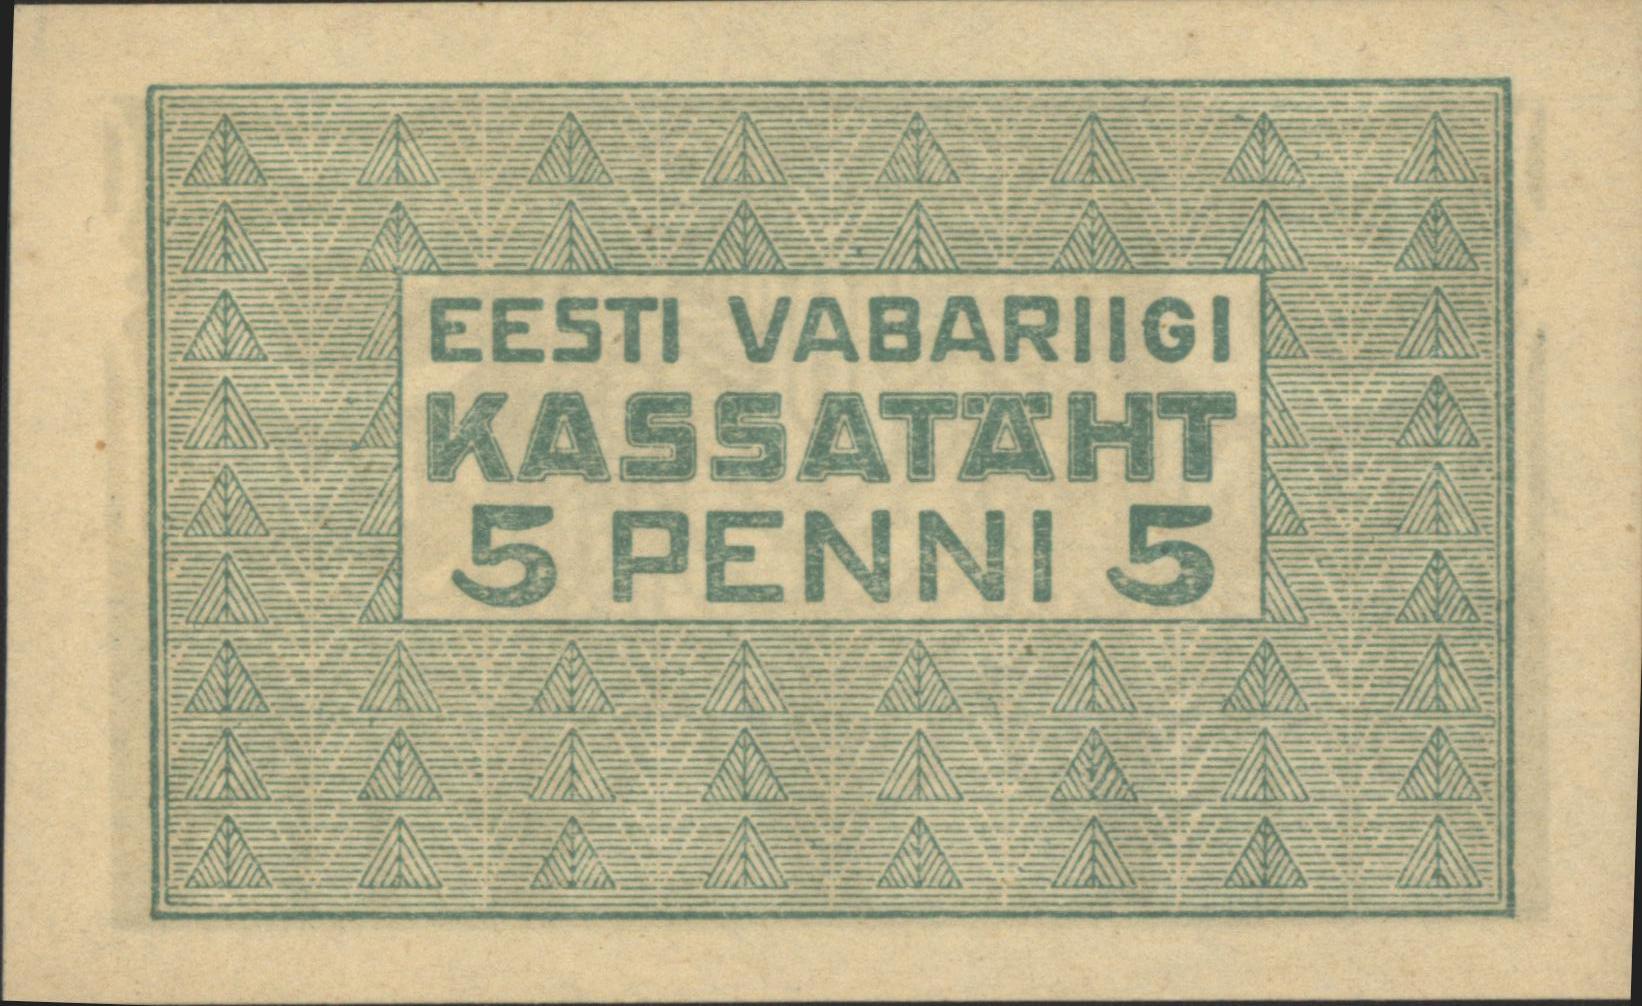 EESTI VABARIIGI
KASSATÄHT
5 PENNI 5